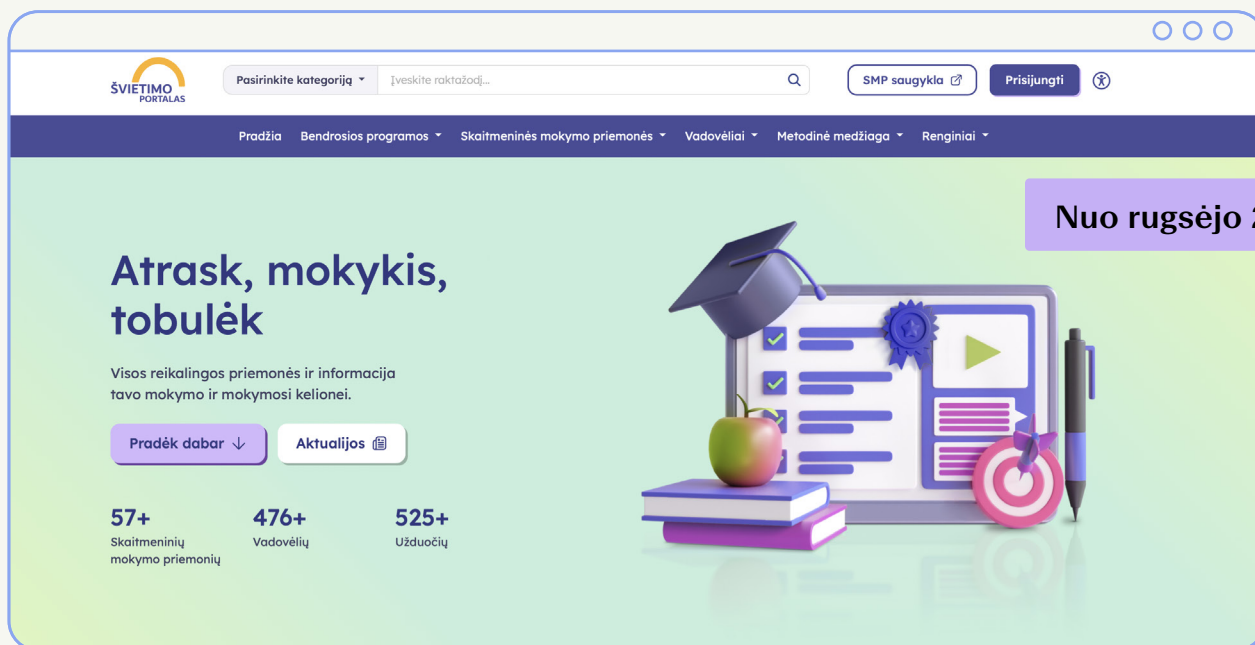 ŠVIETIMO
PORTALAS
Pasirinkite kategoriją
Įveskite raktažodį...
SMP saugykla
Prisijungti
Pradžia Bendrosios programos Skaitmeninės mokymo priemonės Vadovėliai Metodinė medžiaga Renginiai
Nuo rugsėjo
Atrask, mokykis,
tobulėk
Visos reikalingos priemonės ir informacija
tavo mokymo ir mokymosi kelionei.
Pradėk dabar
Aktualijos
57+ 476+ 525+
Skaitmeninių Vadovėlių Užduočių
mokymo priemonių